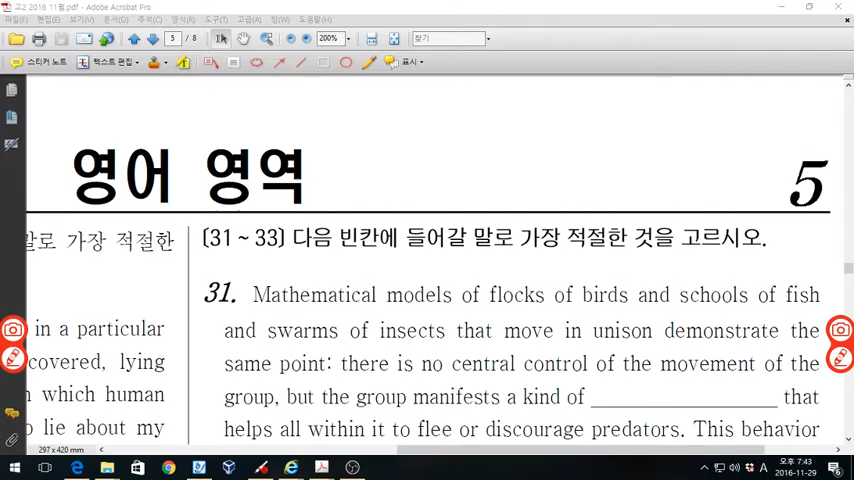 고2 2016 11월.pdf - Adobe Acrobat Pro
파일(F) 편집(E) 보기(V) 문서(D) 주석(C) 양식(R) 도구(T) 고급(A) 창(W) 도움말(H)
5 / 8 200% 찾기
스티커 노트 텍스트 편집 표시
영어 영역 5
말로 가장 적절한
in a particular
covered, lying
which human
o lie about my
(31 ~ 33) 다음 빈칸에 들어갈 말로 가장 적절한 것을 고르시오.
31. Mathematical models of flocks of birds and schools of fish
and swarms of insects that move in unison demonstrate the
same point: there is no central control of the movement of the
group, but the group manifests a kind of ____________________ that
helps all within it to flee or discourage predators. This behavior
297 x 420 mm
A 오후 7:43
2016-11-29
6